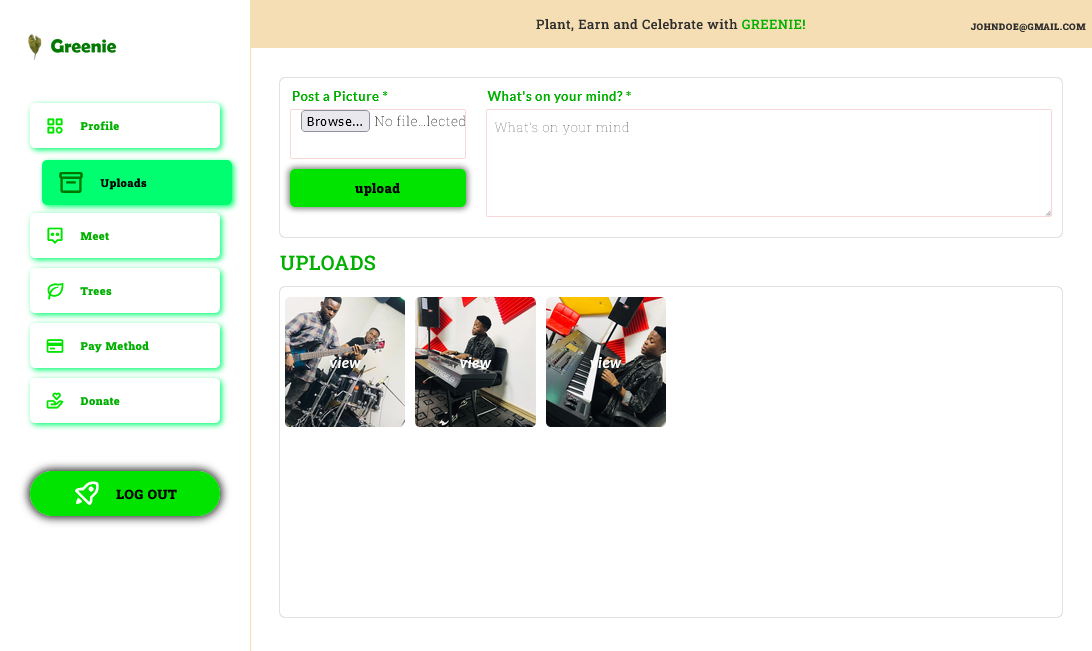 Greenie
Plant, Earn and Celebrate with GREENIE!
JOHNDOE@GMAIL.COM
Profile
Uploads
Meet
Trees
Pay Method
Donate
LOG OUT
Post a Picture *
Browse... No file...lected
upload
What's on your mind? *
What's on your mind
UPLOADS
view
view
view